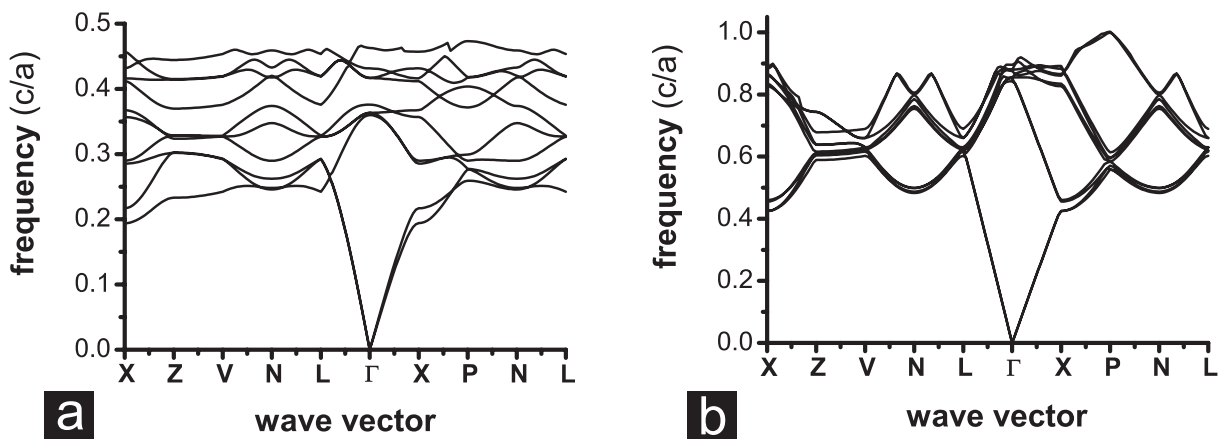 0.5
0.4
0.3
0.2
0.1
0.0
frequency (c/a)
X Z V N L Γ X P N L
wave vector
a
1.0
0.8
0.6
0.4
0.2
0.0
frequency (c/a)
X Z V N L Γ X P N L
wave vector
b